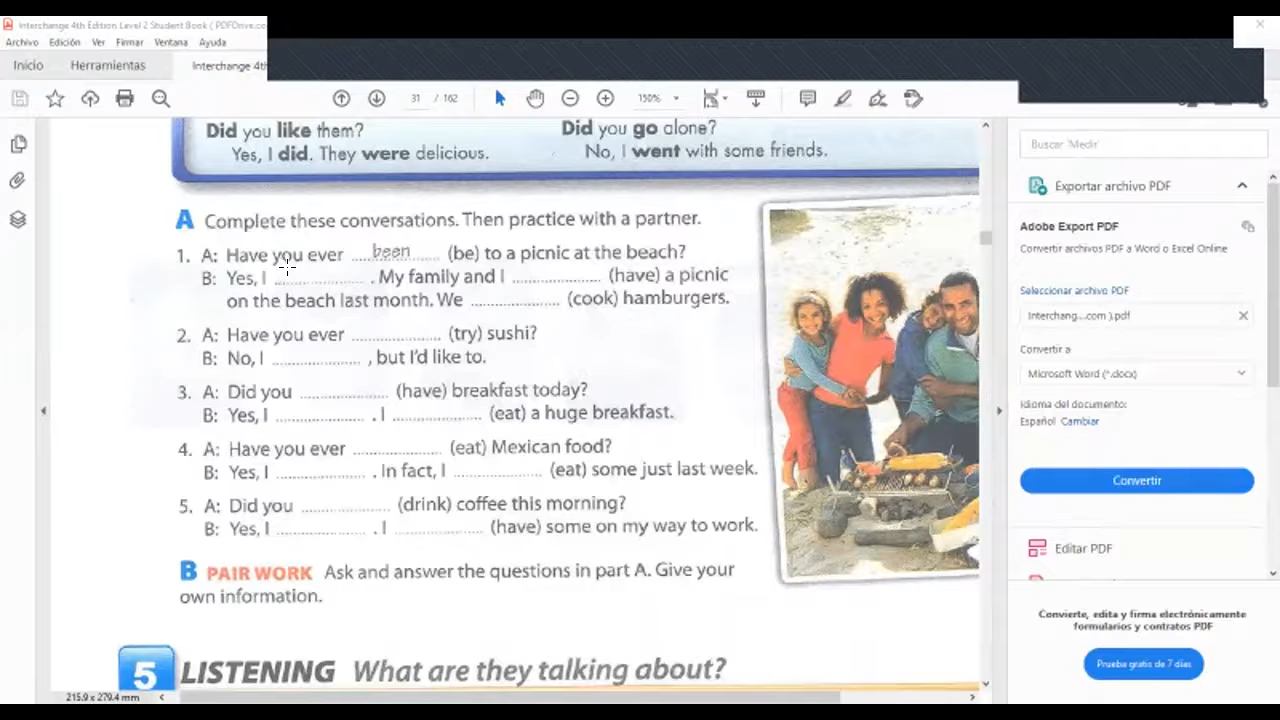 Interchange 4th Edition Level 2 Student Book ( PDFDrive.co
Archivo Edición Ver Firmar Ventana Ayuda
Inicio Herramientas Interchange 4th
31 / 162 150%
Did you like them? Did you go alone?
Yes, I did. They were delicious. No, I went with some friends.
A Complete these conversations. Then practice with a partner.
1. A: Have you ever ....been.... (be) to a picnic at the beach?
B: Yes, I .................... . My family and I .................... (have) a picnic
on the beach last month. We .................... (cook) hamburgers.
2. A: Have you ever .................... (try) sushi?
B: No, I .................... , but I'd like to.
3. A: Did you .................... (have) breakfast today?
B: Yes, I .................... . I .................... (eat) a huge breakfast.
4. A: Have you ever .................... (eat) Mexican food?
B: Yes, I .................... . In fact, I .................... (eat) some just last week.
5. A: Did you .................... (drink) coffee this morning?
B: Yes, I .................... . I .................... (have) some on my way to work.
B PAIR WORK Ask and answer the questions in part A. Give your
own information.
5 LISTENING What are they talking about?
215.9 x 279.4 mm
Buscar 'Medir'
Exportar archivo PDF
Adobe Export PDF
Convertir archivos PDF a Word o Excel Online
Seleccionar archivo PDF
Interchang...com ).pdf
Convertir a
Microsoft Word (*.docx)
Idioma del documento:
Español Cambiar
Convertir
Editar PDF
Convierte, edita y firma electrónicamente
formularios y contratos PDF
Prueba gratis de 7 días